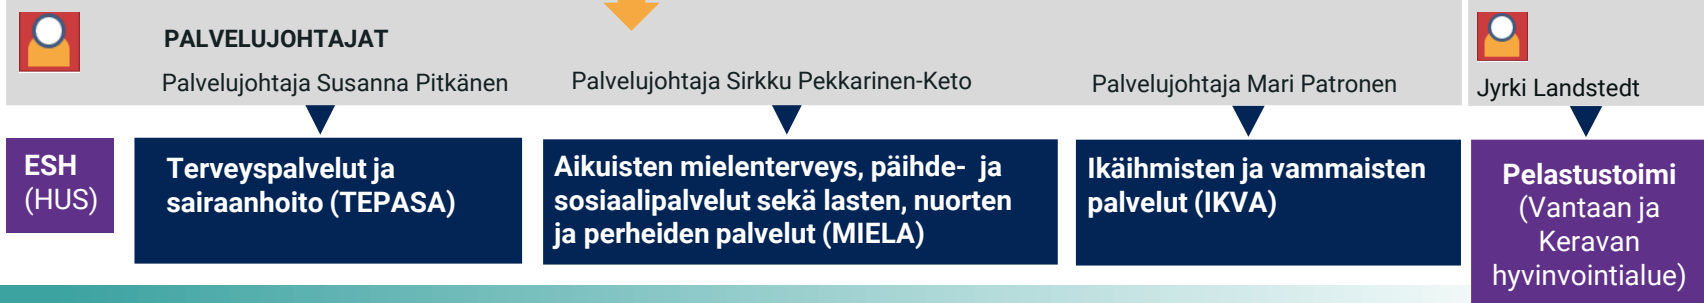 PALVELUJOHTAJAT
Palvelujohtaja Susanna Pitkänen
Palvelujohtaja Sirkku Pekkarinen-Keto
Palvelujohtaja Mari Patronen
Jyrki Landstedt
ESH
(HUS)
Terveyspalvelut ja
sairaanhoito (TEPASA)
Aikuisten mielenterveys, päihde- ja
sosiaalipalvelut sekä lasten, nuorten
ja perheiden palvelut (MIELA)
Ikäihmisten ja vammaisten
palvelut (IKVA)
Pelastustoimi
(Vantaan ja
Keravan
hyvinvointialue)